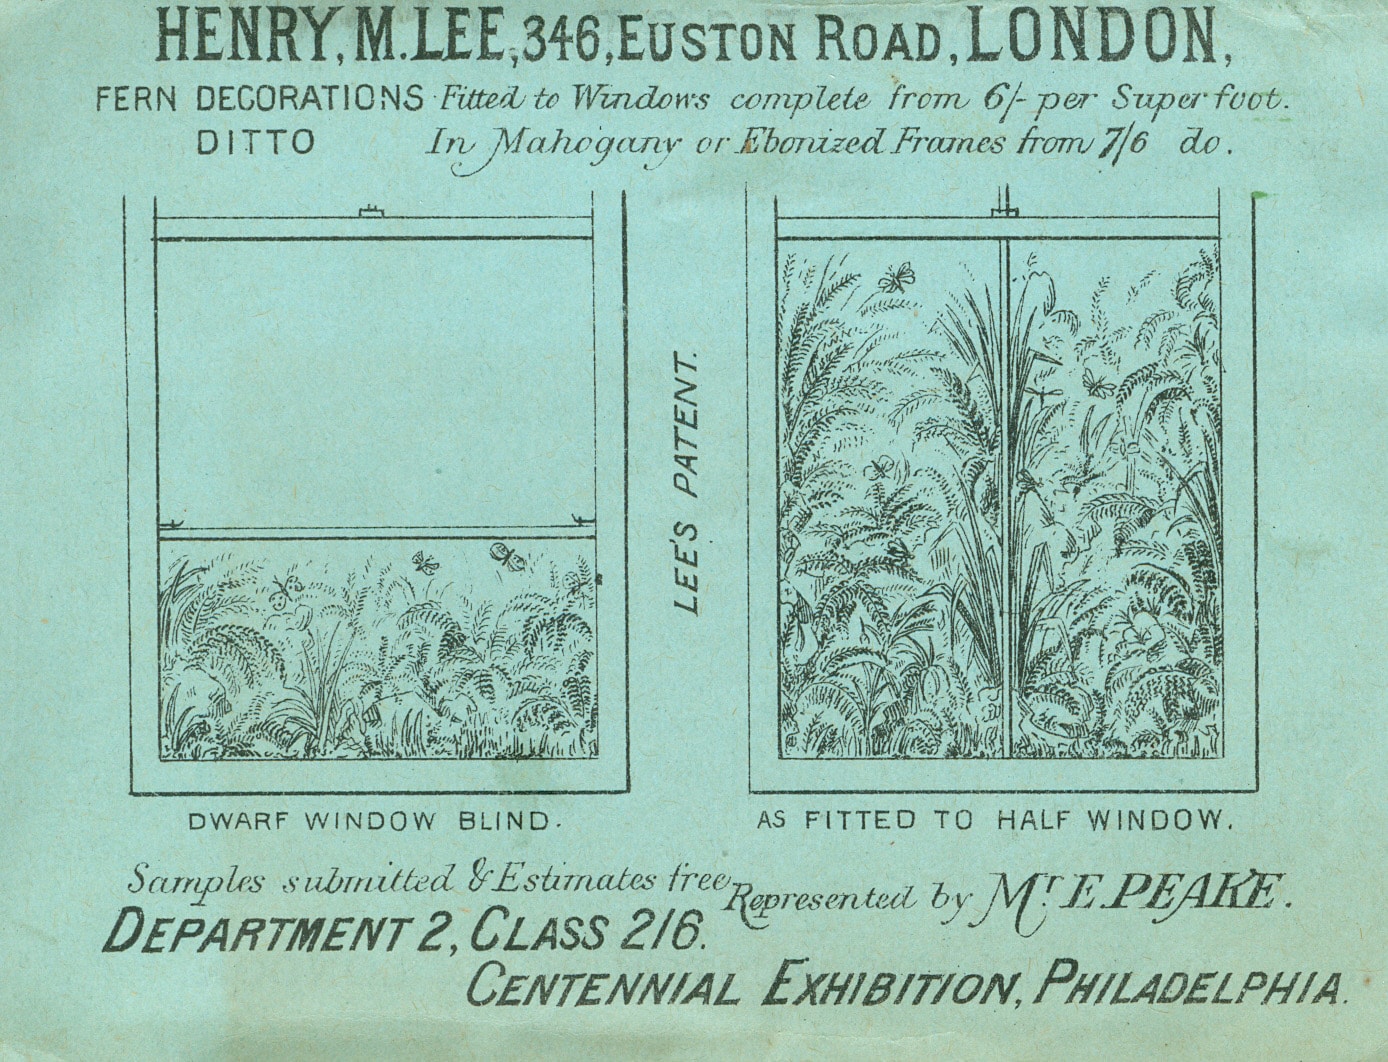 HENRY, M. LEE, 346, EUSTON ROAD, LONDON,
FERN DECORATIONS Fitted to Windows complete from 6/- per Super foot.
DITTO In Mahogany or Ebonized Frames from 7/6 do.
LEE'S PATENT.
DWARF WINDOW BLIND.
AS FITTED TO HALF WINDOW.
Samples submitted & Estimates free
Represented by Mr. E. PEAKE.
DEPARTMENT 2, CLASS 216.
CENTENNIAL EXHIBITION, PHILADELPHIA.